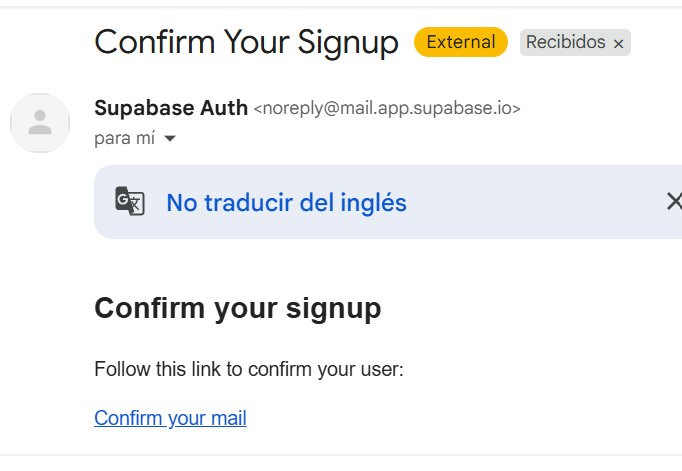 Confirm Your Signup External Recibidos ×
Supabase Auth <noreply@mail.app.supabase.io>
para mí
No traducir del inglés
Confirm your signup
Follow this link to confirm your user:
Confirm your mail